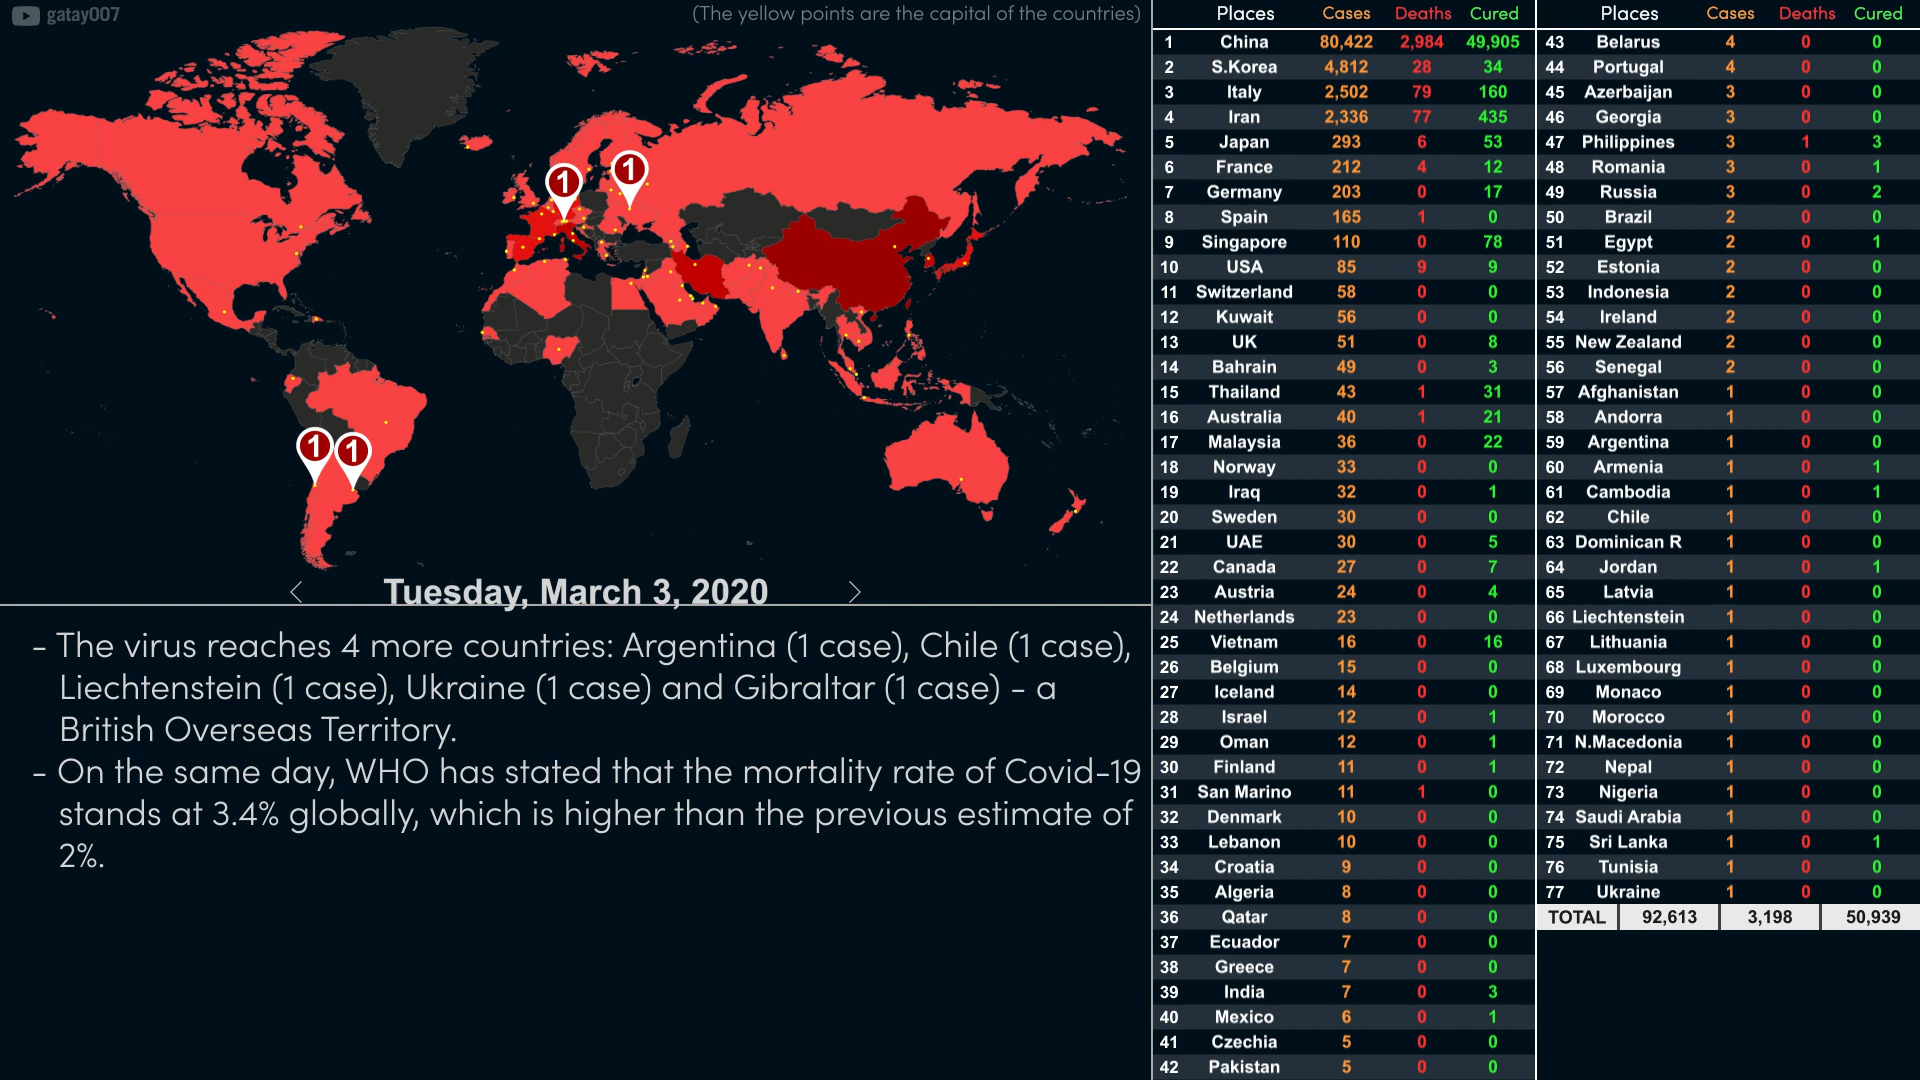 gatay007
(The yellow points are the capital of the countries)
1
1
1
1
Tuesday, March 3, 2020
- The virus reaches 4 more countries: Argentina (1 case), Chile (1 case),
Liechtenstein (1 case), Ukraine (1 case) and Gibraltar (1 case) - a
British Overseas Territory.
- On the same day, WHO has stated that the mortality rate of Covid-19
stands at 3.4% globally, which is higher than the previous estimate of
2%.
Places Cases Deaths Cured
1 China 80,422 2,984 49,905
2 S.Korea 4,812 28 34
3 Italy 2,502 79 160
4 Iran 2,336 77 435
5 Japan 293 6 53
6 France 212 4 12
7 Germany 203 0 17
8 Spain 165 1 0
9 Singapore 110 0 78
10 USA 85 9 9
11 Switzerland 58 0 0
12 Kuwait 56 0 0
13 UK 51 0 8
14 Bahrain 49 0 3
15 Thailand 43 1 31
16 Australia 40 1 21
17 Malaysia 36 0 22
18 Norway 33 0 0
19 Iraq 32 0 1
20 Sweden 30 0 0
21 UAE 30 0 5
22 Canada 27 0 7
23 Austria 24 0 4
24 Netherlands 23 0 0
25 Vietnam 16 0 16
26 Belgium 15 0 0
27 Iceland 14 0 0
28 Israel 12 0 1
29 Oman 12 0 1
30 Finland 11 0 1
31 San Marino 11 1 0
32 Denmark 10 0 0
33 Lebanon 10 0 0
34 Croatia 9 0 0
35 Algeria 8 0 0
36 Qatar 8 0 0
37 Ecuador 7 0 0
38 Greece 7 0 0
39 India 7 0 3
40 Mexico 6 0 1
41 Czechia 5 0 0
42 Pakistan 5 0 0
Places Cases Deaths Cured
43 Belarus 4 0 0
44 Portugal 4 0 0
45 Azerbaijan 3 0 0
46 Georgia 3 0 0
47 Philippines 3 1 3
48 Romania 3 0 1
49 Russia 3 0 2
50 Brazil 2 0 0
51 Egypt 2 0 1
52 Estonia 2 0 0
53 Indonesia 2 0 0
54 Ireland 2 0 0
55 New Zealand 2 0 0
56 Senegal 2 0 0
57 Afghanistan 1 0 0
58 Andorra 1 0 0
59 Argentina 1 0 0
60 Armenia 1 0 1
61 Cambodia 1 0 1
62 Chile 1 0 0
63 Dominican R 1 0 0
64 Jordan 1 0 1
65 Latvia 1 0 0
66 Liechtenstein 1 0 0
67 Lithuania 1 0 0
68 Luxembourg 1 0 0
69 Monaco 1 0 0
70 Morocco 1 0 0
71 N.Macedonia 1 0 0
72 Nepal 1 0 0
73 Nigeria 1 0 0
74 Saudi Arabia 1 0 0
75 Sri Lanka 1 0 1
76 Tunisia 1 0 0
77 Ukraine 1 0 0
TOTAL 92,613 3,198 50,939